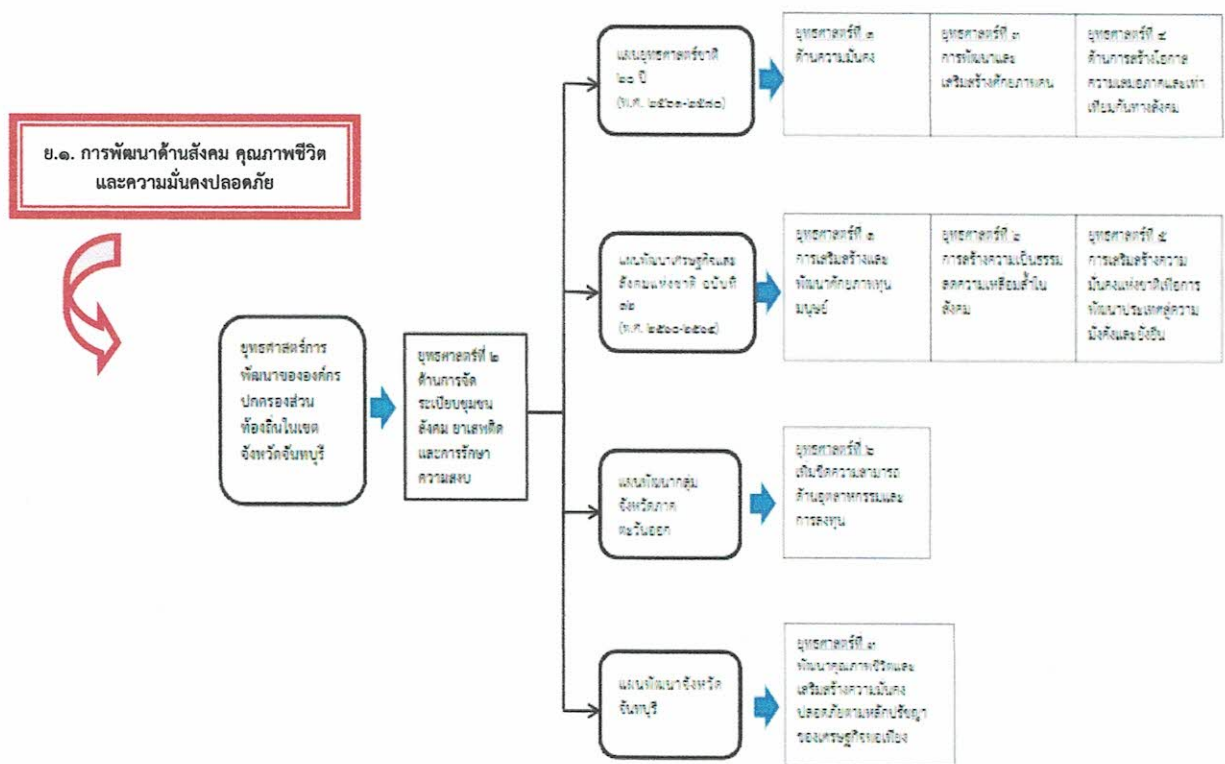 ย.๑. การพัฒนาด้านสังคม คุณภาพชีวิต
และความมั่นคงปลอดภัย
ยุทธศาสตร์การ
พัฒนาขององค์กร
ปกครองส่วน
ท้องถิ่นในเขต
จังหวัดจันทบุรี
ยุทธศาสตร์ที่ ๒
ด้านการจัด
ระเบียบชุมชน
สังคม ยาเสพติด
และการรักษา
ความสงบ
แผนยุทธศาสตร์ชาติ
๒๐ ปี
(พ.ศ. ๒๕๖๑-๒๕๘๐)
ยุทธศาสตร์ที่ ๑
ด้านความมั่นคง
ยุทธศาสตร์ที่ ๓
การพัฒนาและ
เสริมสร้างศักยภาพคน
ยุทธศาสตร์ที่ ๔
ด้านการสร้างโอกาส
ความเสมอภาคและเท่า
เทียมกันทางสังคม
แผนพัฒนาเศรษฐกิจและ
สังคมแห่งชาติ ฉบับที่
๑๒
(พ.ศ. ๒๕๖๐-๒๕๖๔)
ยุทธศาสตร์ที่ ๑
การเสริมสร้างและ
พัฒนาศักยภาพทุน
มนุษย์
ยุทธศาสตร์ที่ ๒
การสร้างความเป็นธรรม
ลดความเหลื่อมล้ำใน
สังคม
ยุทธศาสตร์ที่ ๕
การเสริมสร้างความ
มั่นคงแห่งชาติเพื่อการ
พัฒนาประเทศสู่ความ
มั่งคั่งและยั่งยืน
แผนพัฒนากลุ่ม
จังหวัดภาค
ตะวันออก
ยุทธศาสตร์ที่ ๒
เพิ่มขีดความสามารถ
ด้านอุตสาหกรรมและ
การลงทุน
แผนพัฒนาจังหวัด
จันทบุรี
ยุทธศาสตร์ที่ ๓
พัฒนาคุณภาพชีวิตและ
เสริมสร้างความมั่นคง
ปลอดภัยตามหลักปรัชญา
ของเศรษฐกิจพอเพียง